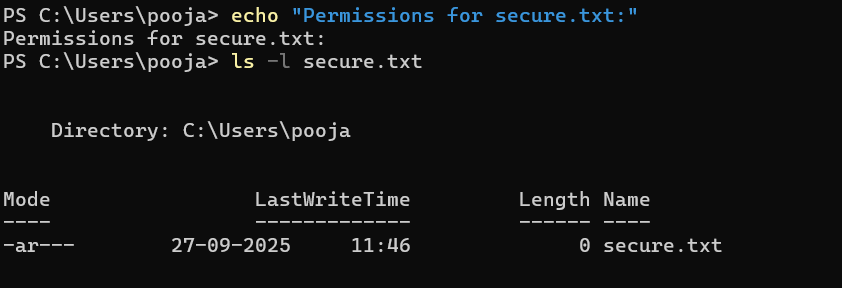 PS C:\Users\pooja> echo "Permissions for secure.txt:"
Permissions for secure.txt:
PS C:\Users\pooja> ls -l secure.txt
Directory: C:\Users\pooja
Mode                 LastWriteTime         Length Name
----                 -------------         ------ ----
-ar---        27-09-2025     11:46              0 secure.txt